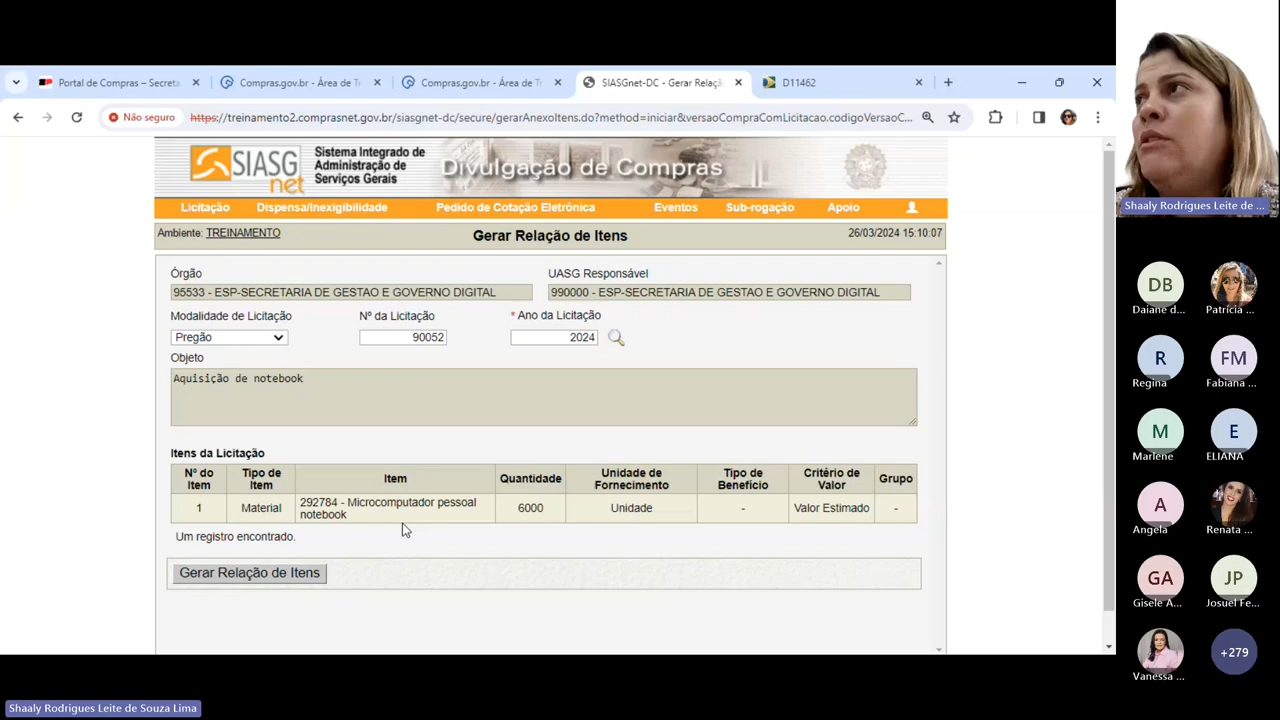 Portal de Compras – Secreta
Compras.gov.br - Área de Tr
Compras.gov.br - Área de Tr
SIASGnet-DC - Gerar Relaçã
D11462
Não seguro
https://treinamento2.comprasnet.gov.br/siasgnet-dc/secure/gerarAnexoItens.do?method=iniciar&versaoCompraComLicitacao.codigoVersaoC...
SIASG
net
Sistema Integrado de
Administração de
Serviços Gerais
Divulgação de Compras
Licitação Dispensa/Inexigibilidade Pedido de Cotação Eletrônica Eventos Sub-rogação Apoio
Ambiente: TREINAMENTO
Gerar Relação de Itens
26/03/2024 15:10:07
Órgão
UASG Responsável
95533 - ESP-SECRETARIA DE GESTAO E GOVERNO DIGITAL
990000 - ESP-SECRETARIA DE GESTAO E GOVERNO DIGITAL
Modalidade de Licitação
Nº da Licitação
* Ano da Licitação
Pregão
90052
2024
Objeto
Aquisição de notebook
Itens da Licitação
Nº do Item
Tipo de Item
Item
Quantidade
Unidade de Fornecimento
Tipo de Benefício
Critério de Valor
Grupo
1
Material
292784 - Microcomputador pessoal
notebook
6000
Unidade
-
Valor Estimado
-
Um registro encontrado.
Gerar Relação de Itens
Shaaly Rodrigues Leite de ...
DB
Daiane d...
Patrícia ...
R
Regina
FM
Fabiana ...
M
Marlene
E
ELIANA
A
Angela
Renata ...
GA
Gisele A...
JP
Josuel Fe...
Vanessa ...
+279
Shaaly Rodrigues Leite de Souza Lima